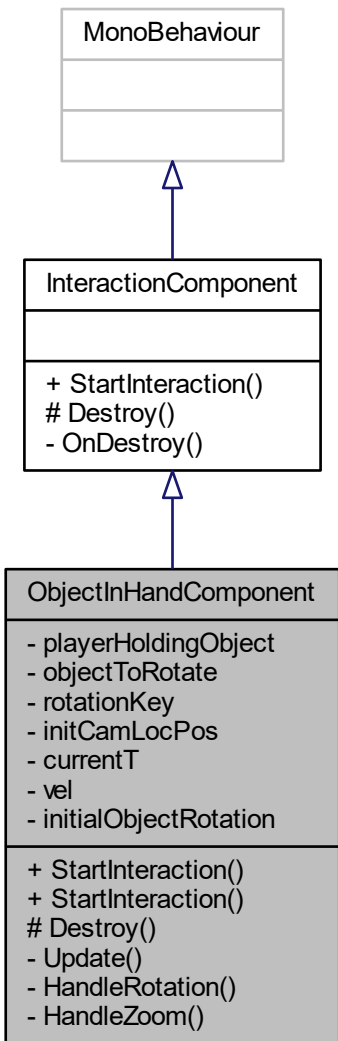 MonoBehaviour
InteractionComponent
+ StartInteraction()
# Destroy()
- OnDestroy()
ObjectInHandComponent
- playerHoldingObject
- objectToRotate
- rotationKey
- initCamLocPos
- currentT
- vel
- initialObjectRotation
+ StartInteraction()
+ StartInteraction()
# Destroy()
- Update()
- HandleRotation()
- HandleZoom()